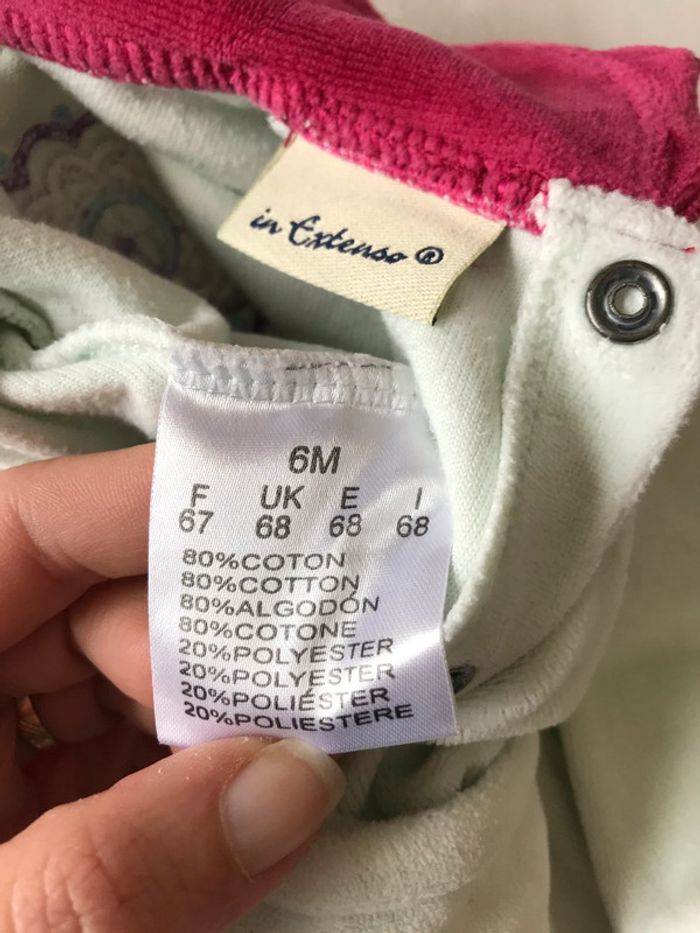 in Extenso®
6M
F UK E I
67 68 68 68
80%COTON
80%COTTON
80%ALGODÓN
80%COTONE
20%POLYESTER
20%POLYESTER
20%POLIÉSTER
20%POLIESTERE